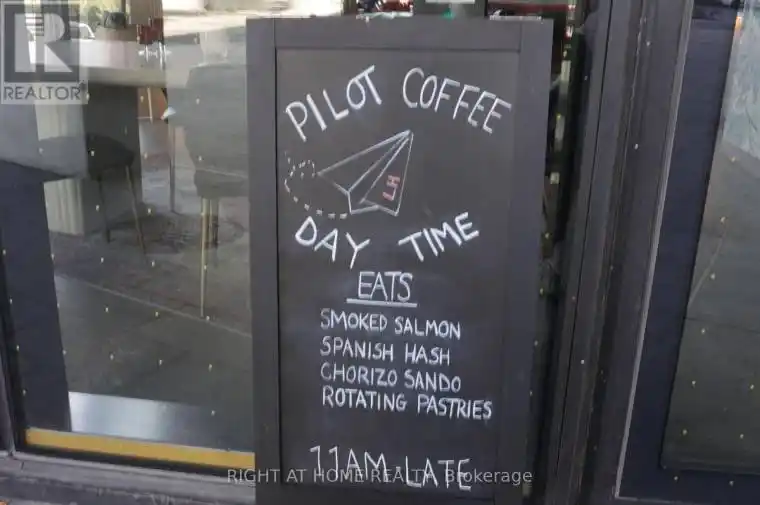 R
REALTOR
PILOT COFFEE
LH
DAY TIME
EATS
SMOKED SALMON
SPANISH HASH
CHORIZO SANDO
ROTATING PASTRIES
11AM-LATE
RIGHT AT HOME REALTY, Brokerage